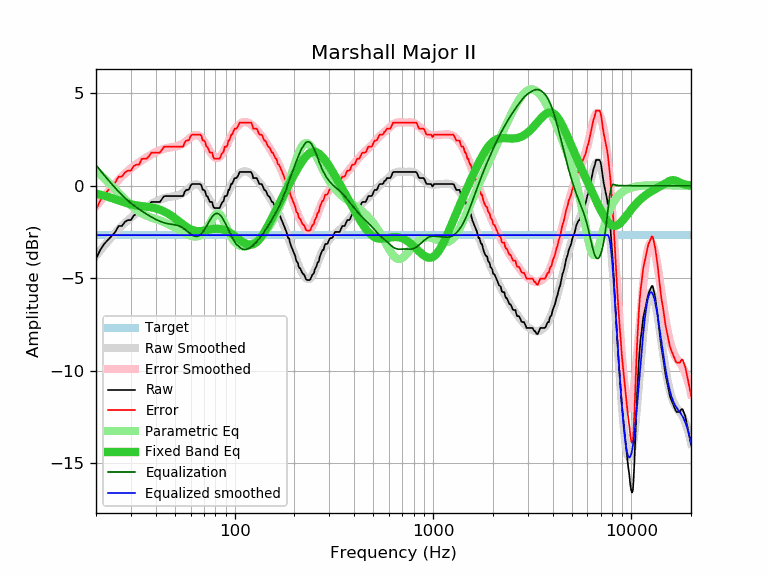 Marshall Major II
5
0
−5
−10
−15
Amplitude (dBr)
Target
Raw Smoothed
Error Smoothed
Raw
Error
Parametric Eq
Fixed Band Eq
Equalization
Equalized smoothed
100
1000
10000
Frequency (Hz)